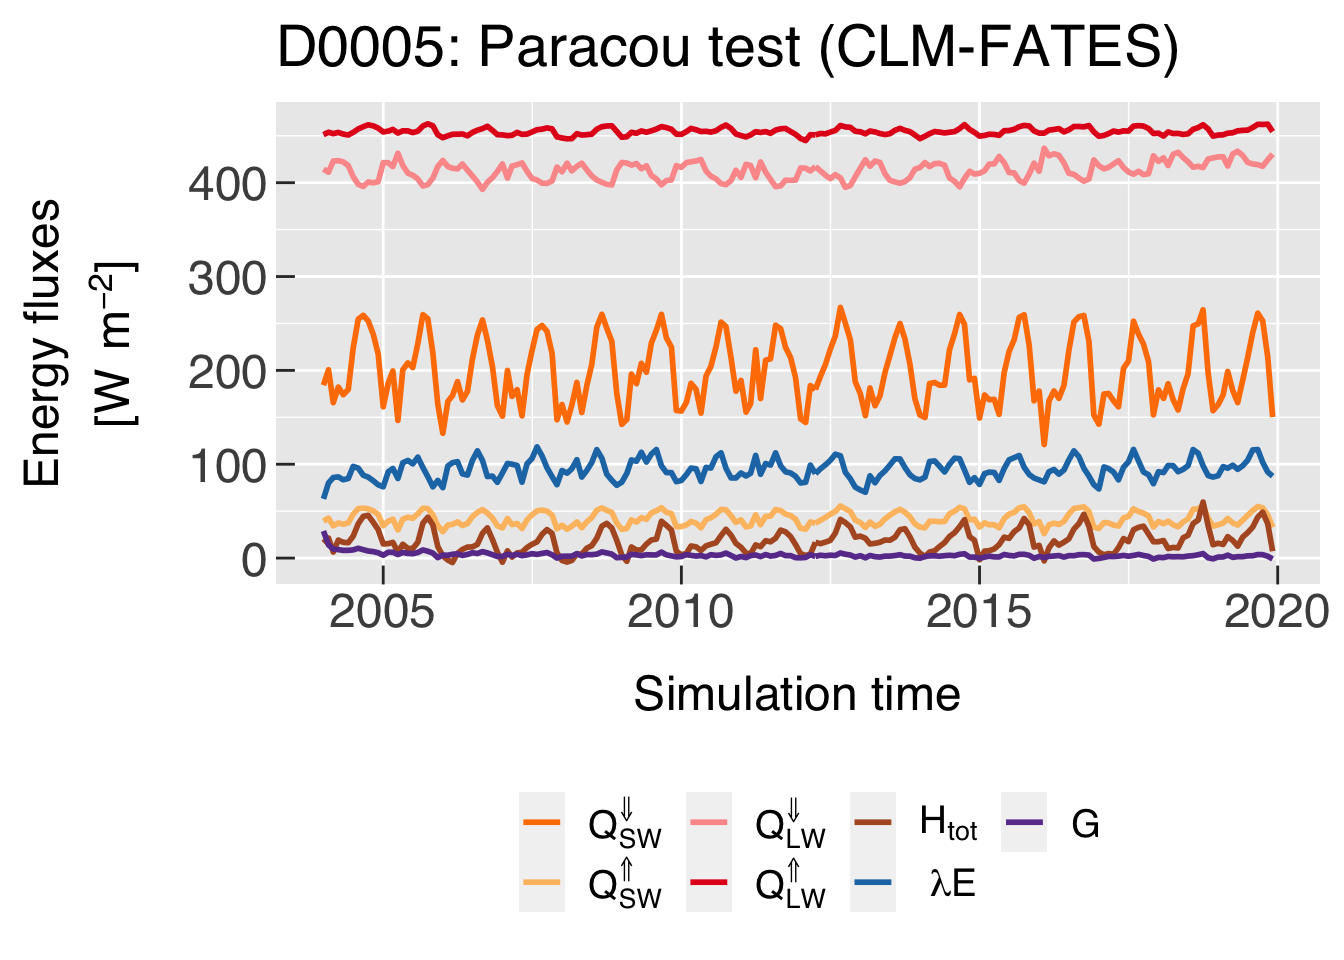 D0005: Paracou test (CLM-FATES)
Energy fluxes
[W m⁻²]
400
300
200
100
0
2005 2010 2015 2020
Simulation time
Q⇓SW Q⇓LW Htot G
Q⇑SW Q⇑LW λE